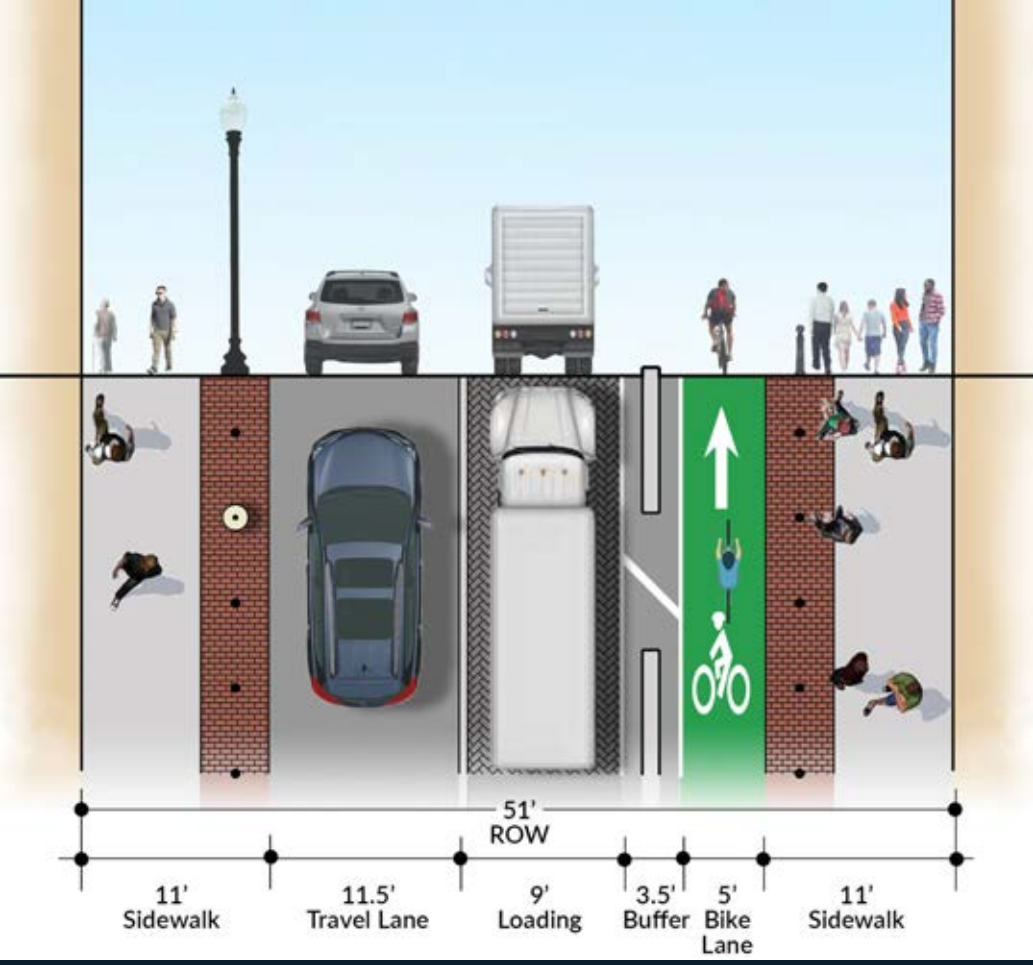 51’
ROW
11’
Sidewalk
11.5’
Travel Lane
9’
Loading
3.5’
Buffer
5’
Bike
Lane
11’
Sidewalk